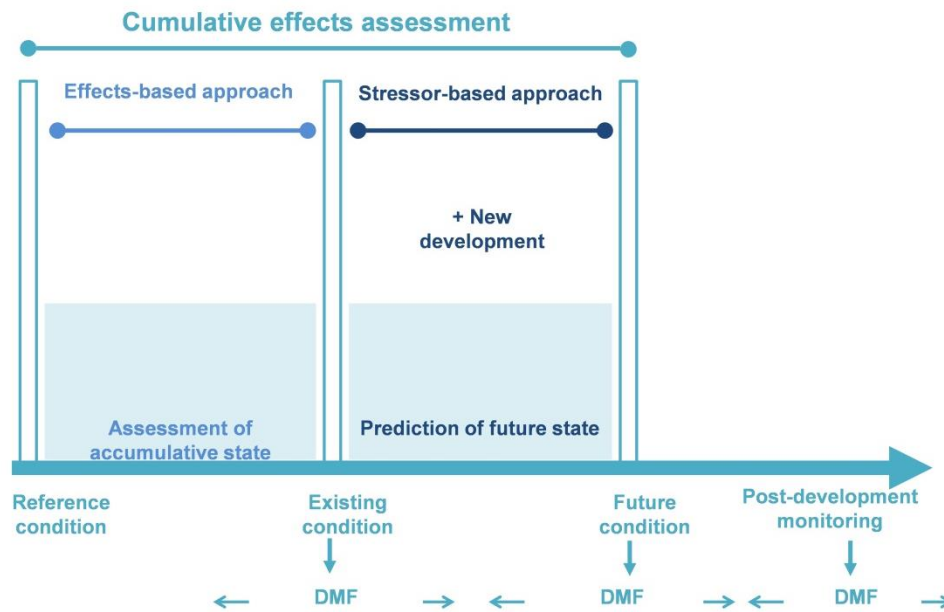 Cumulative effects assessment
Effects-based approach
Stressor-based approach
+ New
development
Assessment of
accumulative state
Prediction of future state
Reference
condition
Existing
condition
Future
condition
Post-development
monitoring
DMF
DMF
DMF